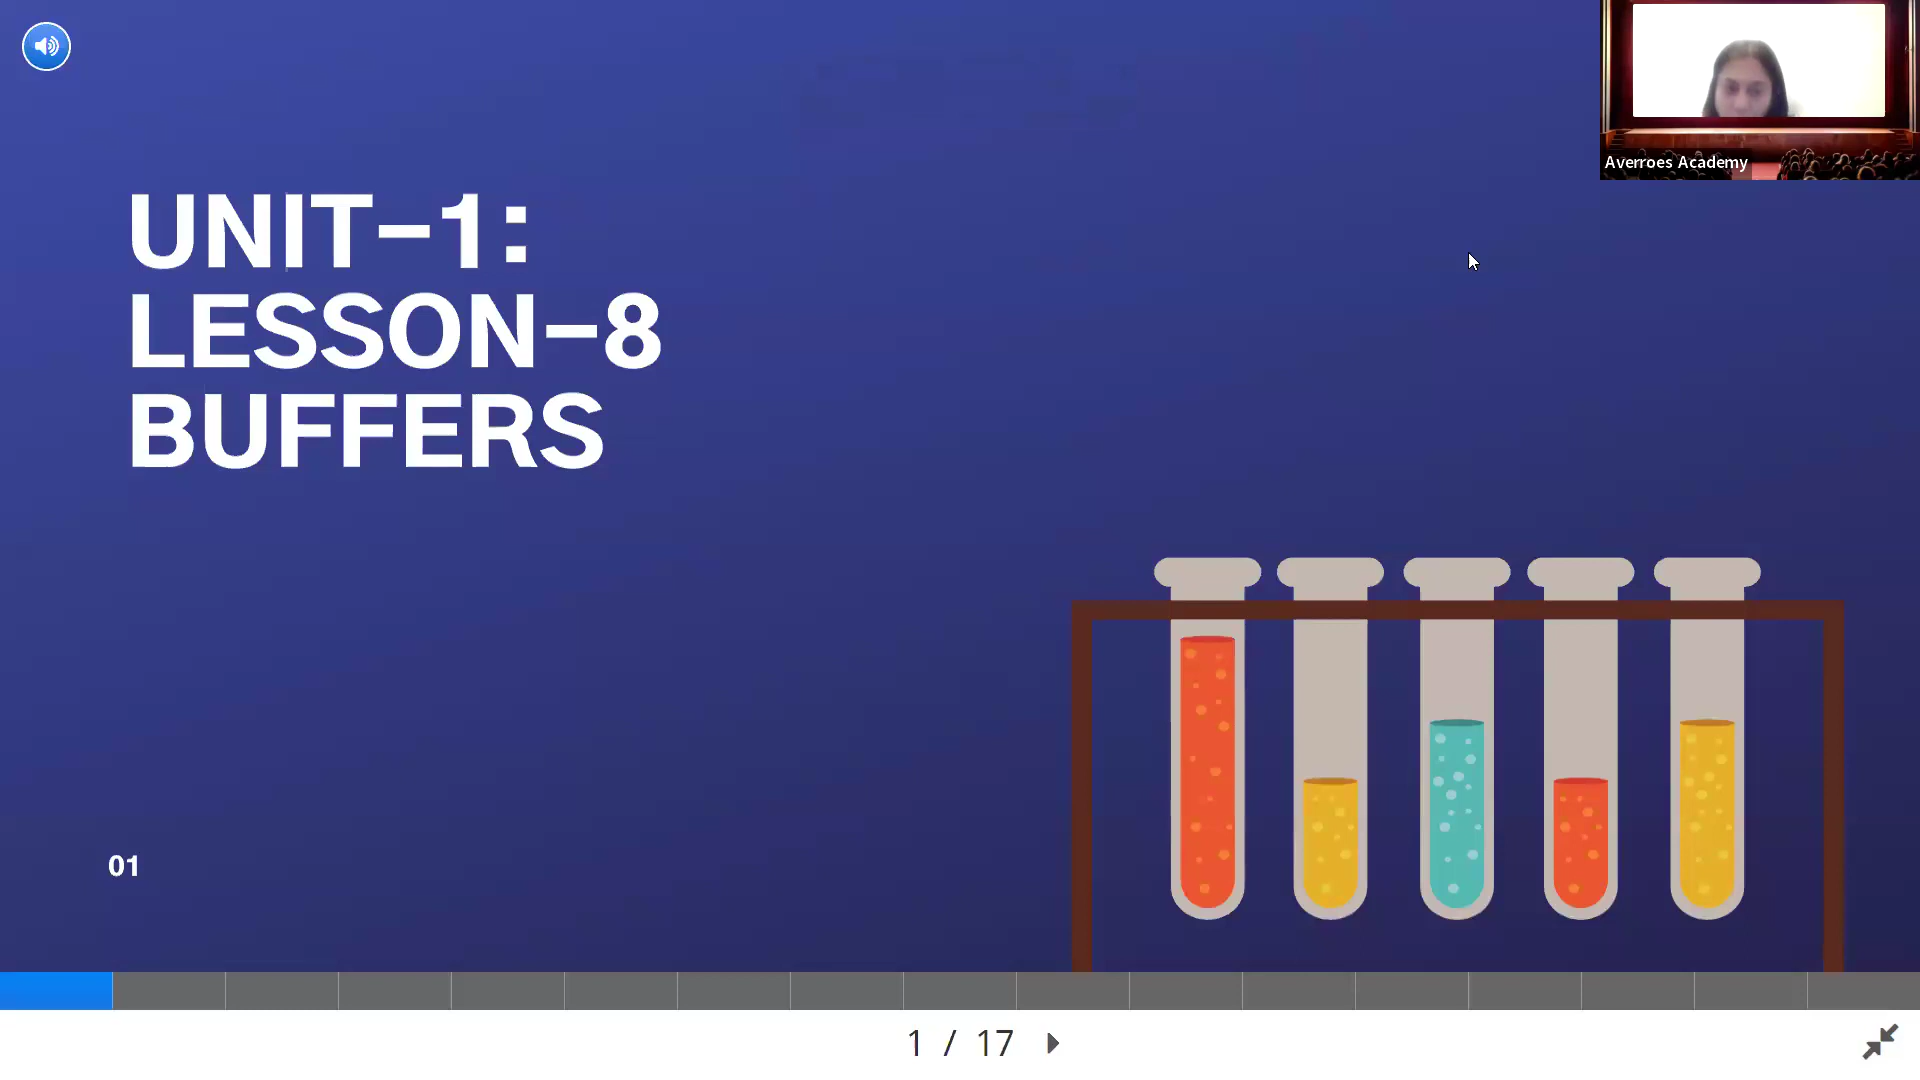 Averroes Academy
UNIT-1:
LESSON-8
BUFFERS
01
1 / 17